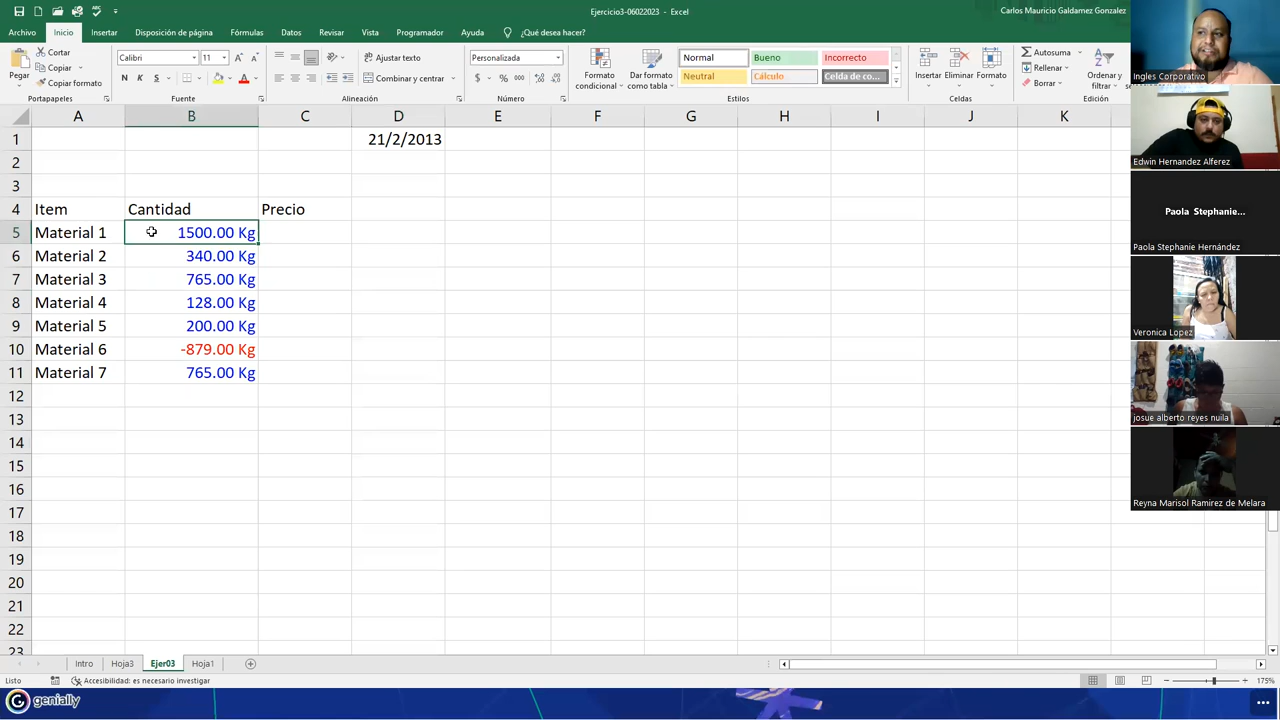 Ejercicio3-06022023 - Excel
Carlos Mauricio Galdamez Gonzalez
Archivo Inicio Insertar Disposición de página Fórmulas Datos Revisar Vista Programador Ayuda ¿Qué desea hacer?
Pegar
Cortar
Copiar
Copiar formato
Portapapeles
Calibri 11
N K S
Fuente
Ajustar texto
Combinar y centrar
Alineación
Personalizada
$ % 000
Número
Formato condicional
Dar formato como tabla
Normal Bueno Incorrecto
Neutral Cálculo Celda de co...
Estilos
Insertar Eliminar Formato
Celdas
Autosuma
Rellenar
Borrar
Ordenar y
Edición
A B C D E F G H I J K
1 21/2/2013
2
3
4 Item Cantidad Precio
5 Material 1 1500.00 Kg
6 Material 2 340.00 Kg
7 Material 3 765.00 Kg
8 Material 4 128.00 Kg
9 Material 5 200.00 Kg
10 Material 6 -879.00 Kg
11 Material 7 765.00 Kg
12
13
14
15
16
17
18
19
20
21
22
23
Intro Hoja3 Ejer03 Hoja1
Listo Accesibilidad: es necesario investigar 175%
genially
Ingles Corporativo
Edwin Hernandez Alferez
Paola Stephanie...
Paola Stephanie Hernández
Veronica Lopez
josue alberto reyes nuila
Reyna Marisol Ramirez de Melara